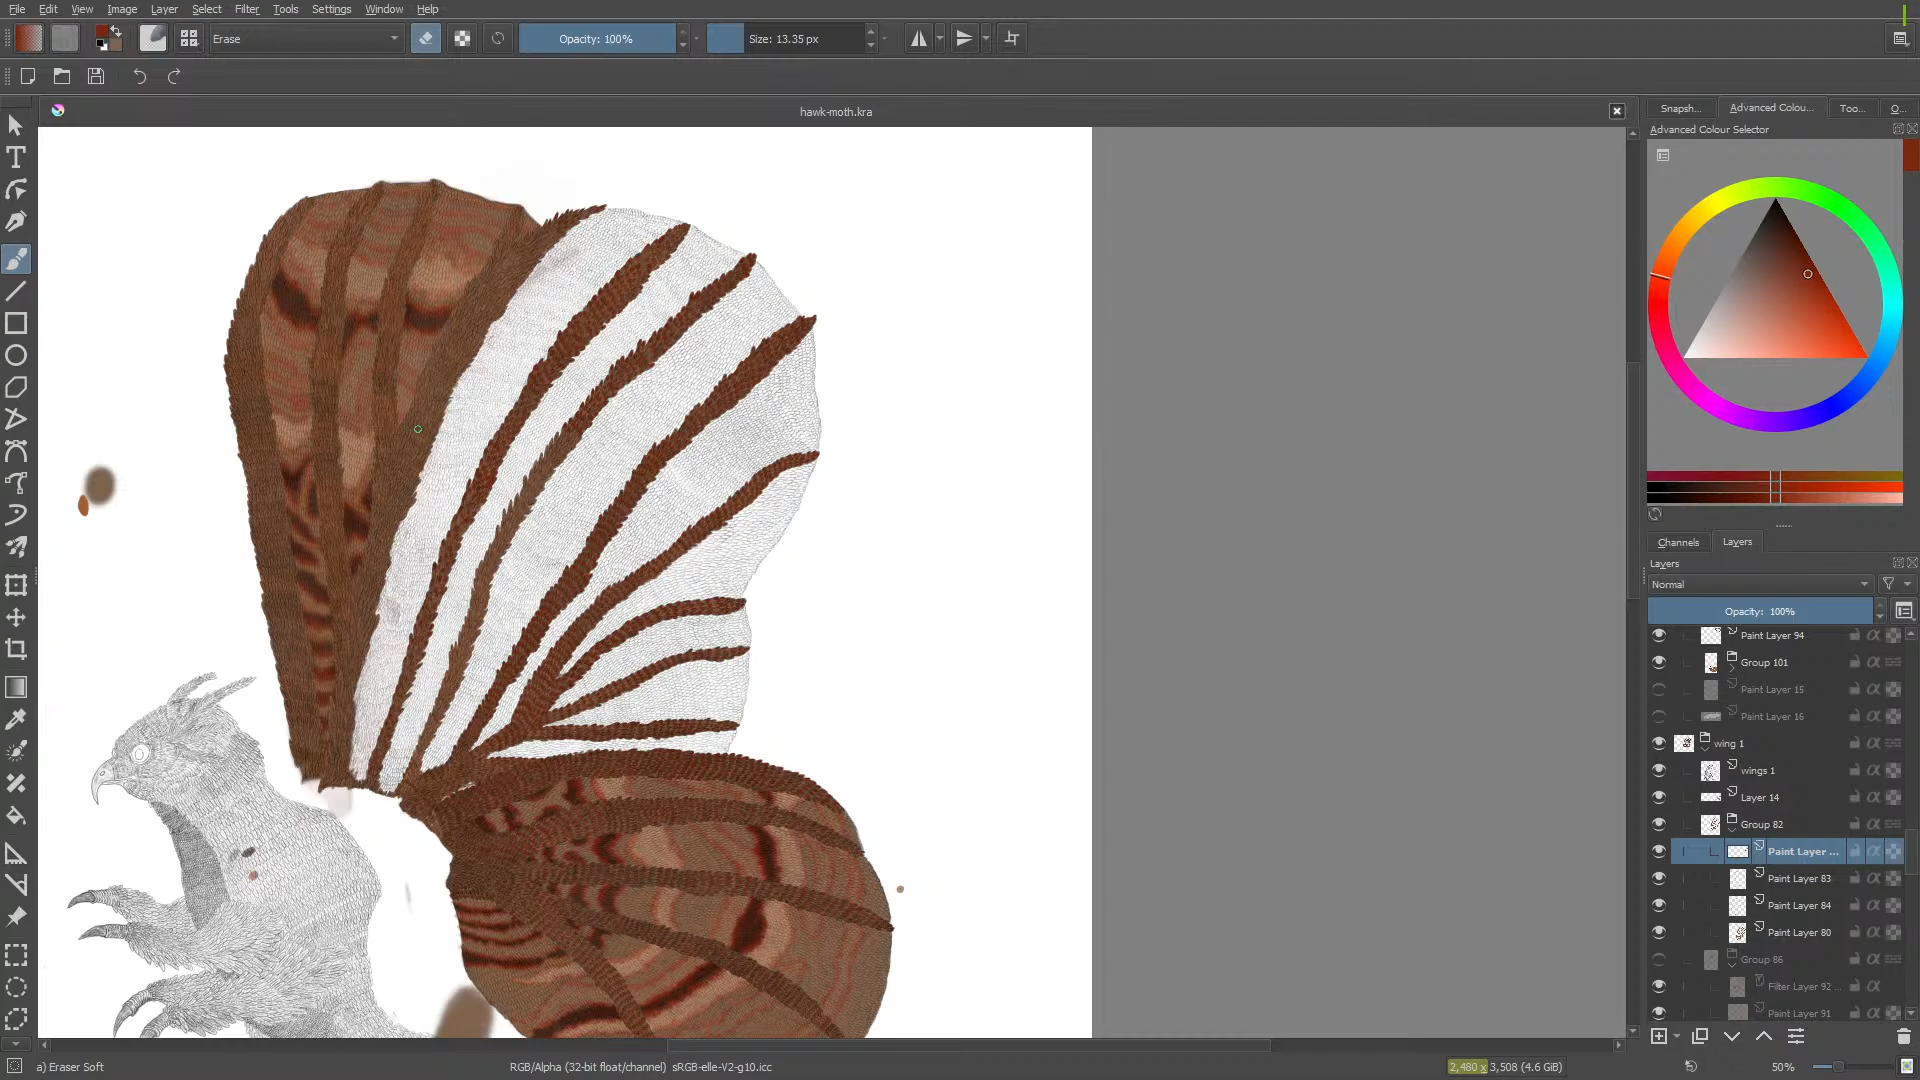 File Edit View Image Layer Select Filter Tools Settings Window Help
Erase Opacity: 100% Size: 13.35 px
hawk-moth.kra
Snapsh... Advanced Colou... Too... O...
Advanced Colour Selector
Channels Layers
Layers
Normal
Opacity: 100%
Paint Layer 94
Group 101
Paint Layer 15
Paint Layer 16
wing 1
wings 1
Layer 14
Group 82
Paint Layer ...
Paint Layer 83
Paint Layer 84
Paint Layer 80
Group 86
Filter Layer 92 ...
Paint Layer 91
a) Eraser Soft RGB/Alpha (32-bit float/channel) sRGB-elle-V2-g10.icc 2,480 x 3,508 (4.6 GiB) 50%